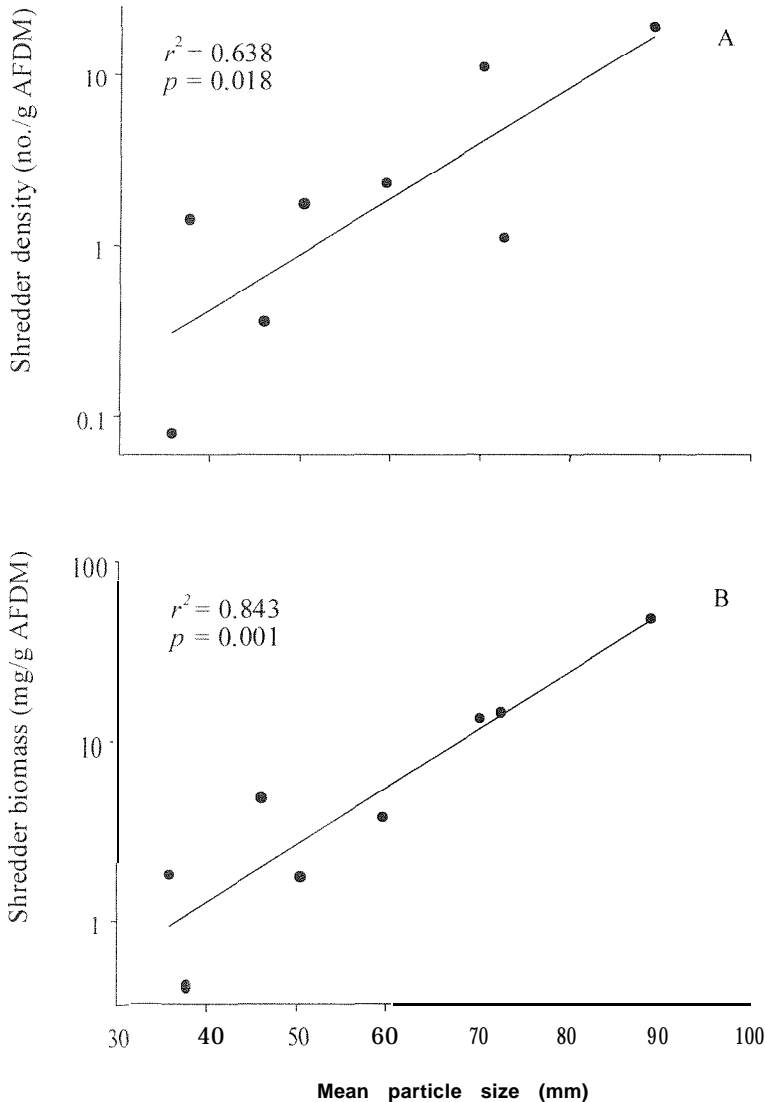 A
r² − 0.638
p = 0.018
Shredder density (no./g AFDM)
10
1
0.1
B
r² = 0.843
p = 0.001
Shredder biomass (mg/g AFDM)
100
10
1
30 40 50 60 70 80 90 100
Mean particle size (mm)